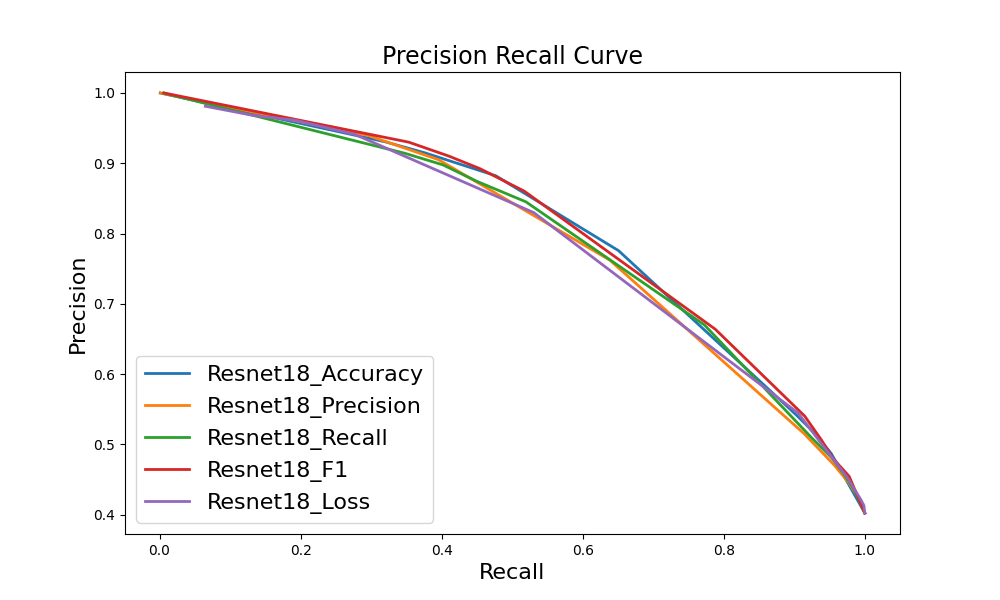 Precision Recall Curve
1.0
0.9
0.8
0.7
0.6
0.5
0.4
Precision
Resnet18_Accuracy
Resnet18_Precision
Resnet18_Recall
Resnet18_F1
Resnet18_Loss
0.0 0.2 0.4 0.6 0.8 1.0
Recall